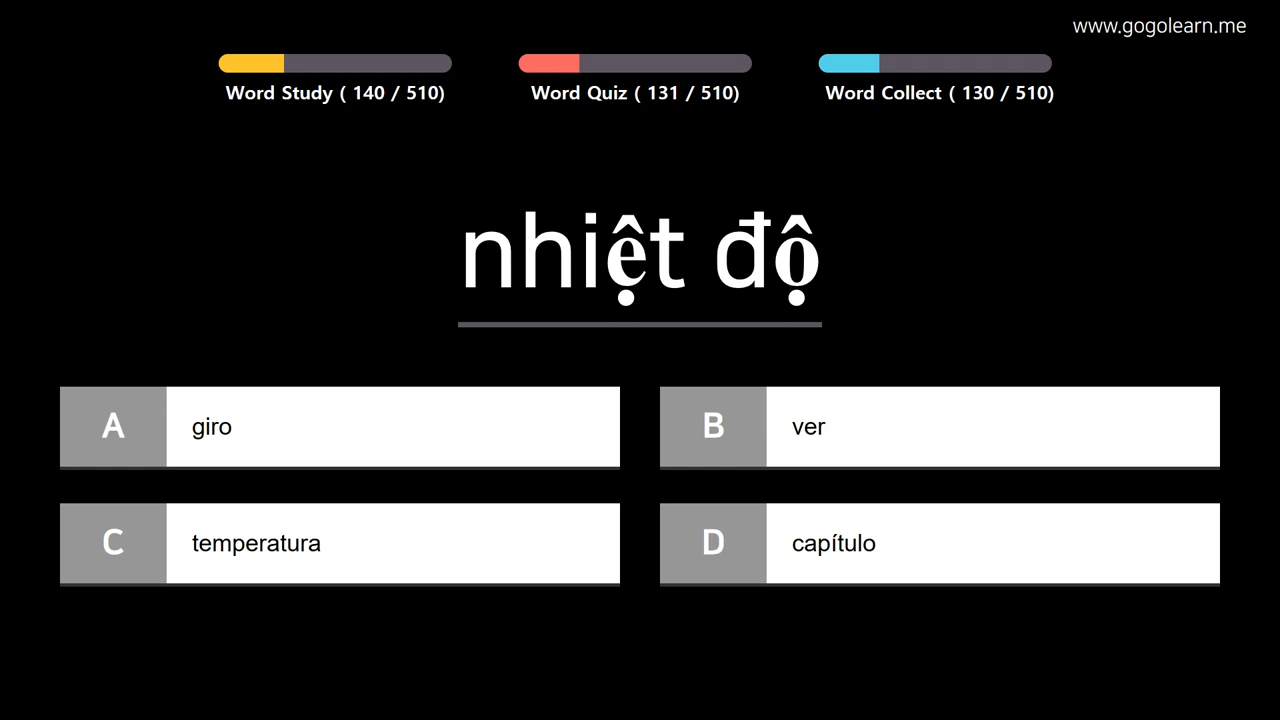 www.gogolearn.me
Word Study ( 140 / 510)
Word Quiz ( 131 / 510)
Word Collect ( 130 / 510)
nhiệt độ
A giro
B ver
C temperatura
D capítulo